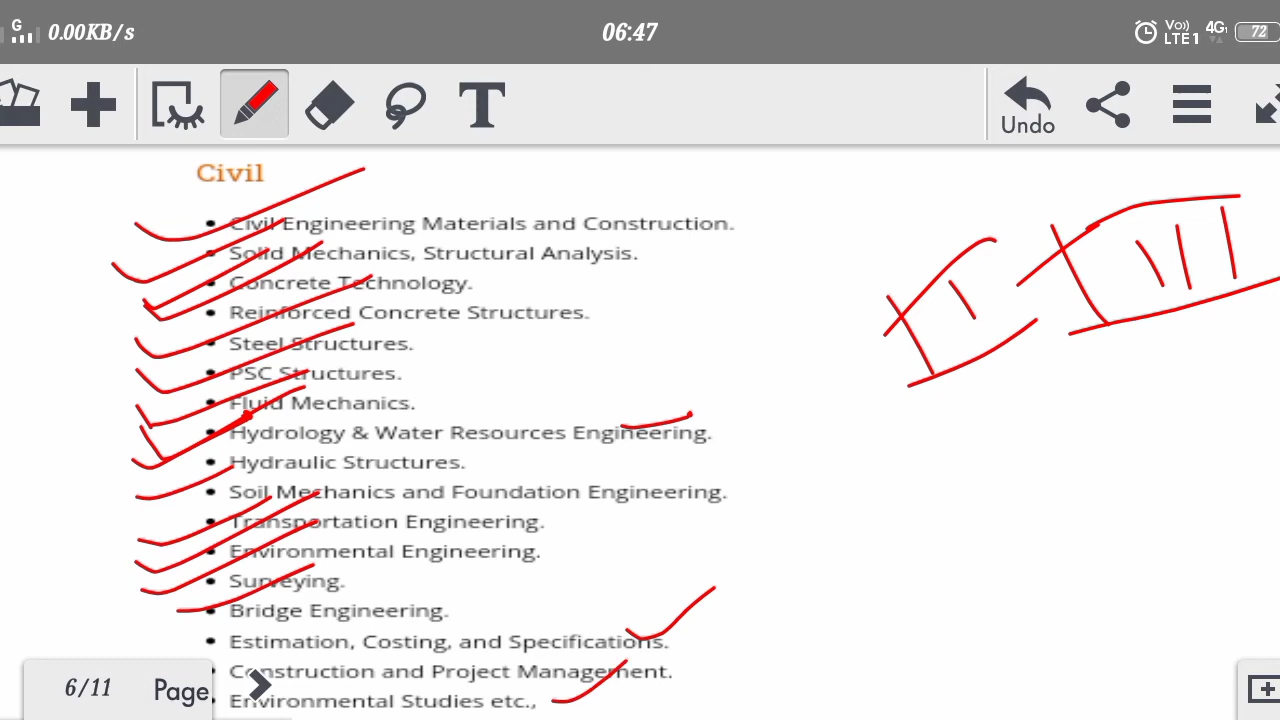 G 0.00KB/s 06:47 Vo)) LTE1 4G 72
T Undo
Civil
Civil Engineering Materials and Construction.
Solid Mechanics, Structural Analysis.
Concrete Technology.
Reinforced Concrete Structures.
Steel Structures.
PSC Structures.
Fluid Mechanics.
Hydrology & Water Resources Engineering.
Hydraulic Structures.
Soil Mechanics and Foundation Engineering.
Transportation Engineering.
Environmental Engineering.
Surveying.
Bridge Engineering.
Estimation, Costing, and Specifications.
Construction and Project Management.
Environmental Studies etc.,
6/11 Page